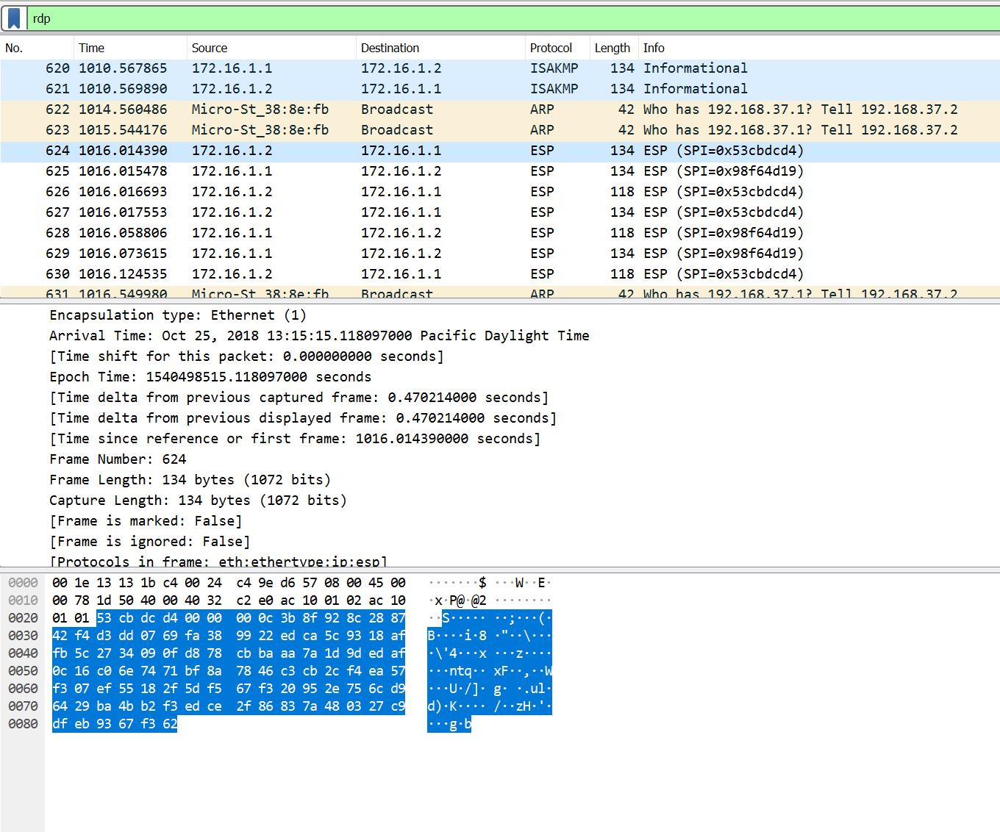 rdp
No. Time Source Destination Protocol Length Info
620 1010.567865 172.16.1.1 172.16.1.2 ISAKMP 134 Informational
621 1010.569890 172.16.1.2 172.16.1.1 ISAKMP 134 Informational
622 1014.560486 Micro-St_38:8e:fb Broadcast ARP 42 Who has 192.168.37.1? Tell 192.168.37.2
623 1015.544176 Micro-St_38:8e:fb Broadcast ARP 42 Who has 192.168.37.1? Tell 192.168.37.2
624 1016.014390 172.16.1.2 172.16.1.1 ESP 134 ESP (SPI=0x53cbdcd4)
625 1016.015478 172.16.1.1 172.16.1.2 ESP 134 ESP (SPI=0x98f64d19)
626 1016.016693 172.16.1.2 172.16.1.1 ESP 118 ESP (SPI=0x53cbdcd4)
627 1016.017553 172.16.1.2 172.16.1.1 ESP 134 ESP (SPI=0x53cbdcd4)
628 1016.058806 172.16.1.1 172.16.1.2 ESP 118 ESP (SPI=0x98f64d19)
629 1016.073615 172.16.1.1 172.16.1.2 ESP 134 ESP (SPI=0x98f64d19)
630 1016.124535 172.16.1.2 172.16.1.1 ESP 118 ESP (SPI=0x53cbdcd4)
631 1016.549980 Micro-St_38:8e:fb Broadcast ARP 42 Who has 192.168.37.1? Tell 192.168.37.2
Encapsulation type: Ethernet (1)
Arrival Time: Oct 25, 2018 13:15:15.118097000 Pacific Daylight Time
[Time shift for this packet: 0.000000000 seconds]
Epoch Time: 1540498515.118097000 seconds
[Time delta from previous captured frame: 0.470214000 seconds]
[Time delta from previous displayed frame: 0.470214000 seconds]
[Time since reference or first frame: 1016.014390000 seconds]
Frame Number: 624
Frame Length: 134 bytes (1072 bits)
Capture Length: 134 bytes (1072 bits)
[Frame is marked: False]
[Frame is ignored: False]
[Protocols in frame: eth:ethertype:ip:esp]
0000 00 1e 13 13 1b c4 00 24 c4 9e d6 57 08 00 45 00 ·······$ ···W··E·
0010 00 78 1d 50 40 00 40 32 c2 e0 ac 10 01 02 ac 10 ·x·P@·@2 ········
0020 01 01 53 cb dc d4 00 00 00 0c 3b 8f 92 8c 28 87 ··S····· ··;···(·
0030 42 f4 d3 dd 07 69 fa 38 99 22 ed ca 5c 93 18 af B····i·8 ·"··\···
0040 fb 5c 27 34 09 0f d8 78 cb ba aa 7a 1d 9d ed af ·\'4···x ···z····
0050 0c 16 c0 6e 74 71 bf 8a 78 46 c3 cb 2c f4 ea 57 ···ntq·· xF··,··W
0060 f3 07 ef 55 18 2f 5d f5 67 f3 20 95 2e 75 6c d9 ···U·/]· g· ·.ul·
0070 64 29 ba 4b b2 f3 ed ce 2f 86 83 7a 48 03 27 c9 d)·K···· /··zH·'·
0080 df eb 93 67 f3 62 ···g·b